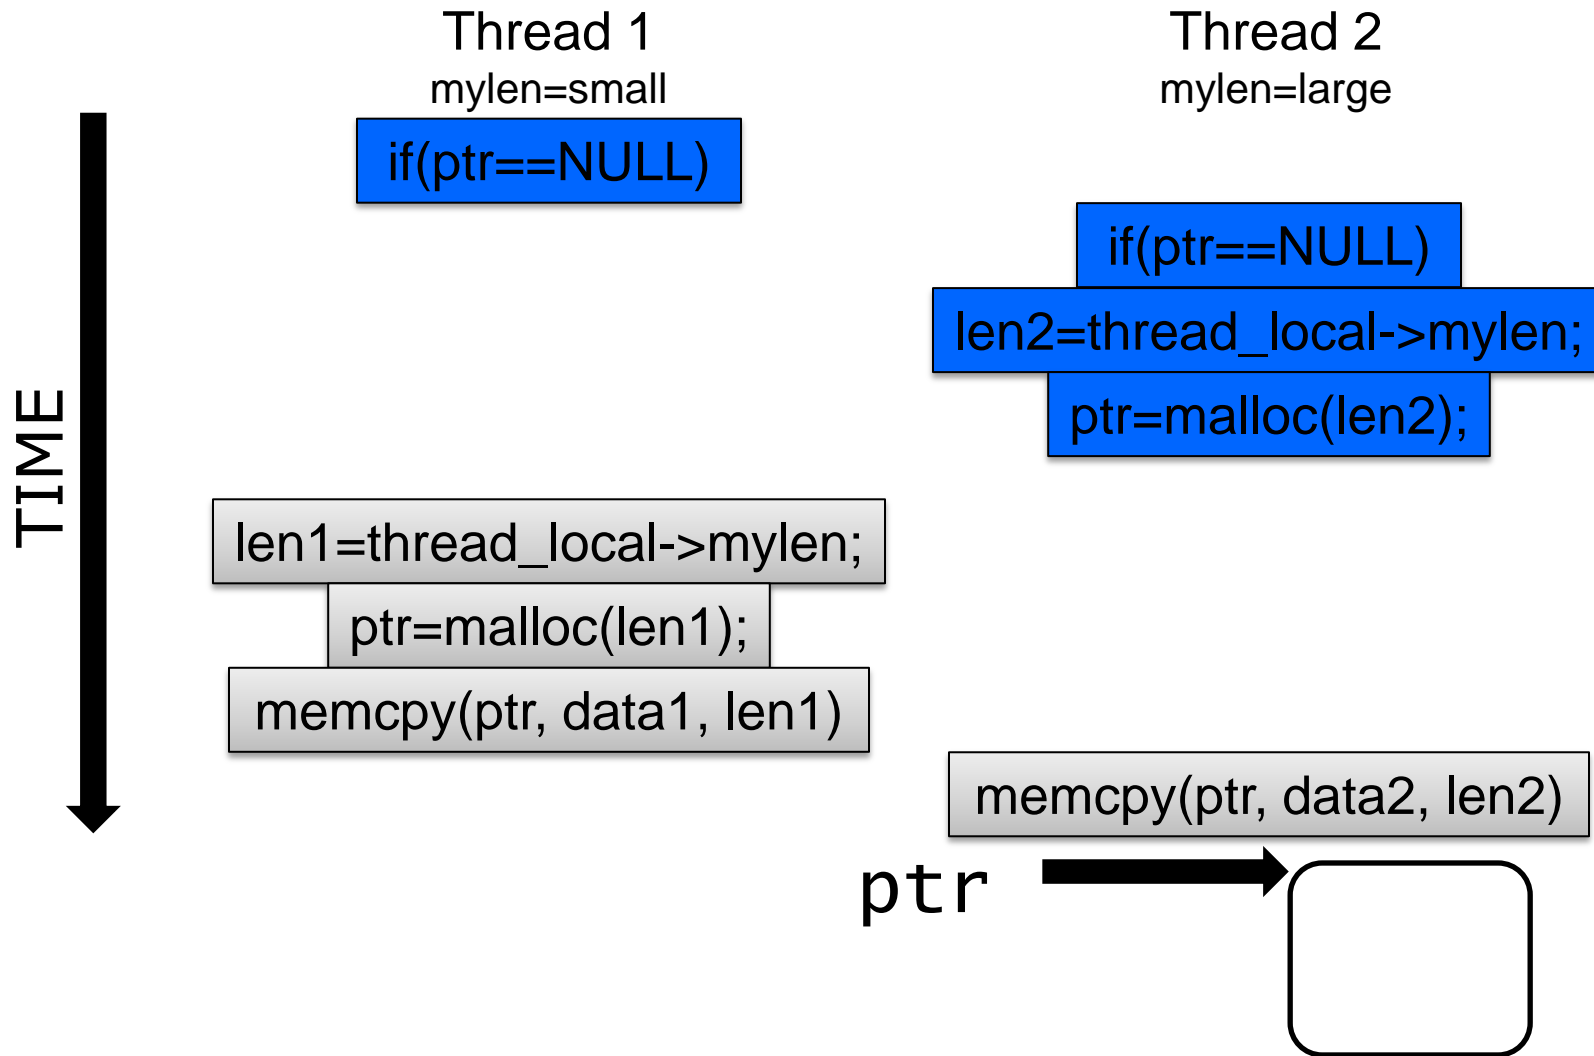 Thread 1
mylen=small
Thread 2
mylen=large
TIME
if(ptr==NULL)
if(ptr==NULL)
len2=thread_local->mylen;
ptr=malloc(len2);
len1=thread_local->mylen;
ptr=malloc(len1);
memcpy(ptr, data1, len1)
memcpy(ptr, data2, len2)
ptr